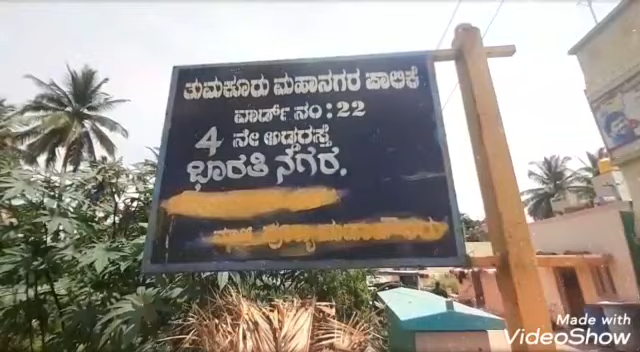 ತುಮಕೂರು ಮಹಾನಗರ ಪಾಲಿಕೆ
ವಾರ್ಡ್ ನಂ:22
4 ನೇ ಅಡ್ಡರಸ್ತೆ
ಭಾರತಿ ನಗರ.
Made with
VideoShow